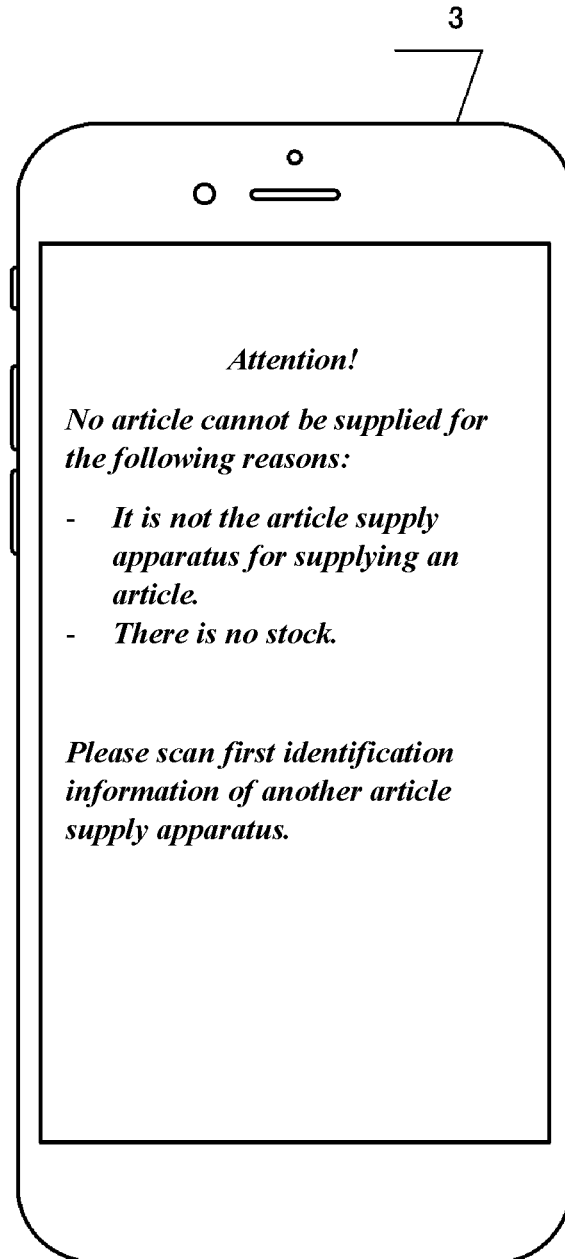 3
Attention!
No article cannot be supplied for
the following reasons:
- It is not the article supply
apparatus for supplying an
article.
- There is no stock.
Please scan first identification
information of another article
supply apparatus.